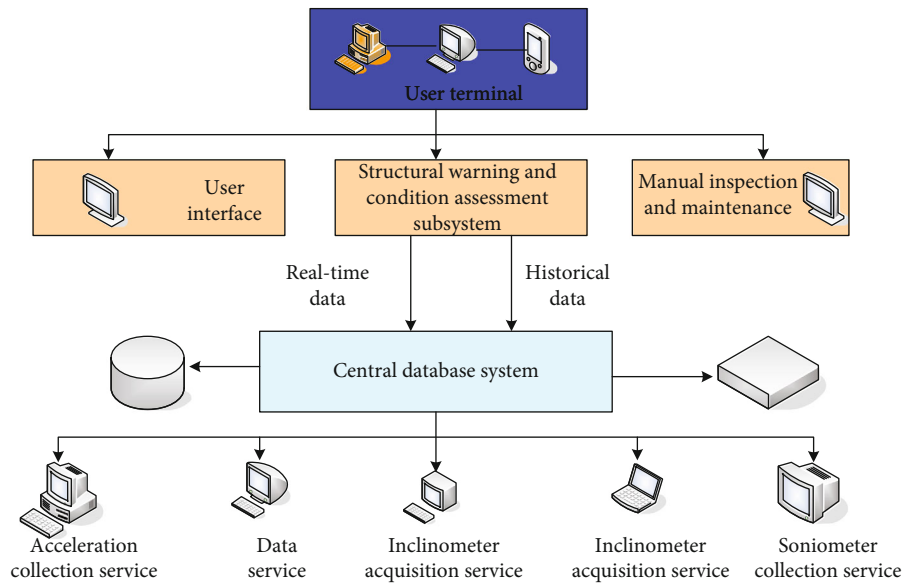 User terminal
User
interface
Structural warning and
condition assessment
subsystem
Manual inspection
and maintenance
Real-time
data
Historical
data
Central database system
Acceleration
collection service
Data
service
Inclinometer
acquisition service
Inclinometer
acquisition service
Soniometer
collection service